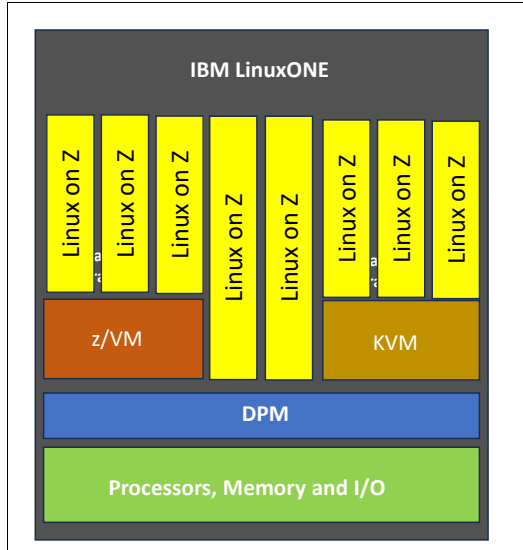 IBM LinuxONE
Linux on Z
Linux on Z
Linux on Z
Linux on Z
Linux on Z
Linux on Z
Linux on Z
Linux on Z
z/VM
KVM
DPM
Processors, Memory and I/O